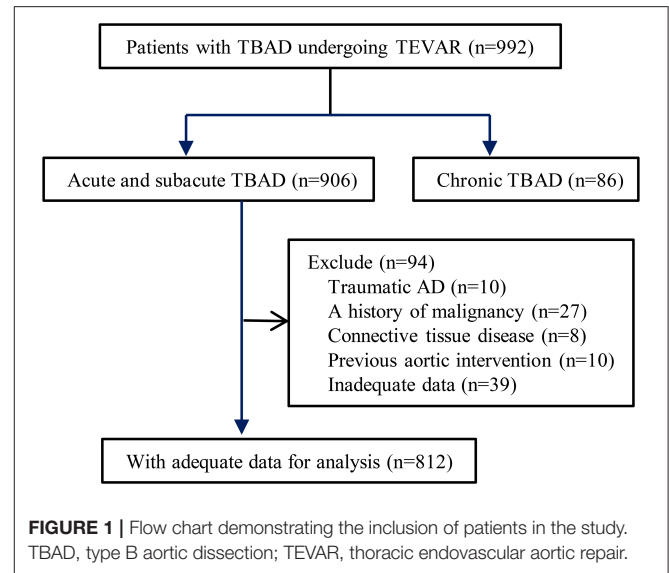 Patients with TBAD undergoing TEVAR (n=992)
Acute and subacute TBAD (n=906)
Chronic TBAD (n=86)
Exclude (n=94)
Traumatic AD (n=10)
A history of malignancy (n=27)
Connective tissue disease (n=8)
Previous aortic intervention (n=10)
Inadequate data (n=39)
With adequate data for analysis (n=812)
FIGURE 1 | Flow chart demonstrating the inclusion of patients in the study.
TBAD, type B aortic dissection; TEVAR, thoracic endovascular aortic repair.